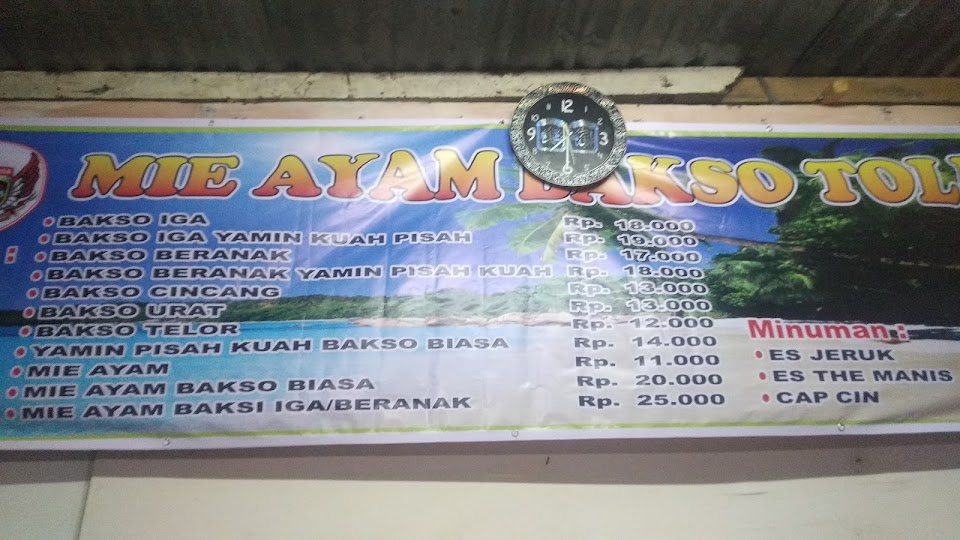 MIE AYAM BAKSO TOL
BAKSO IGA Rp. 18.000
BAKSO IGA YAMIN KUAH PISAH Rp. 19.000
BAKSO BERANAK Rp. 17.000
BAKSO BERANAK YAMIN PISAH KUAH Rp. 18.000
BAKSO CINCANG Rp. 13.000
BAKSO URAT Rp. 13.000
BAKSO TELOR Rp. 12.000
YAMIN PISAH KUAH BAKSO BIASA Rp. 14.000
MIE AYAM Rp. 11.000
MIE AYAM BAKSO BIASA Rp. 20.000
MIE AYAM BAKSI IGA/BERANAK Rp. 25.000
Minuman :
ES JERUK
ES THE MANIS
CAP CIN
12
9 3